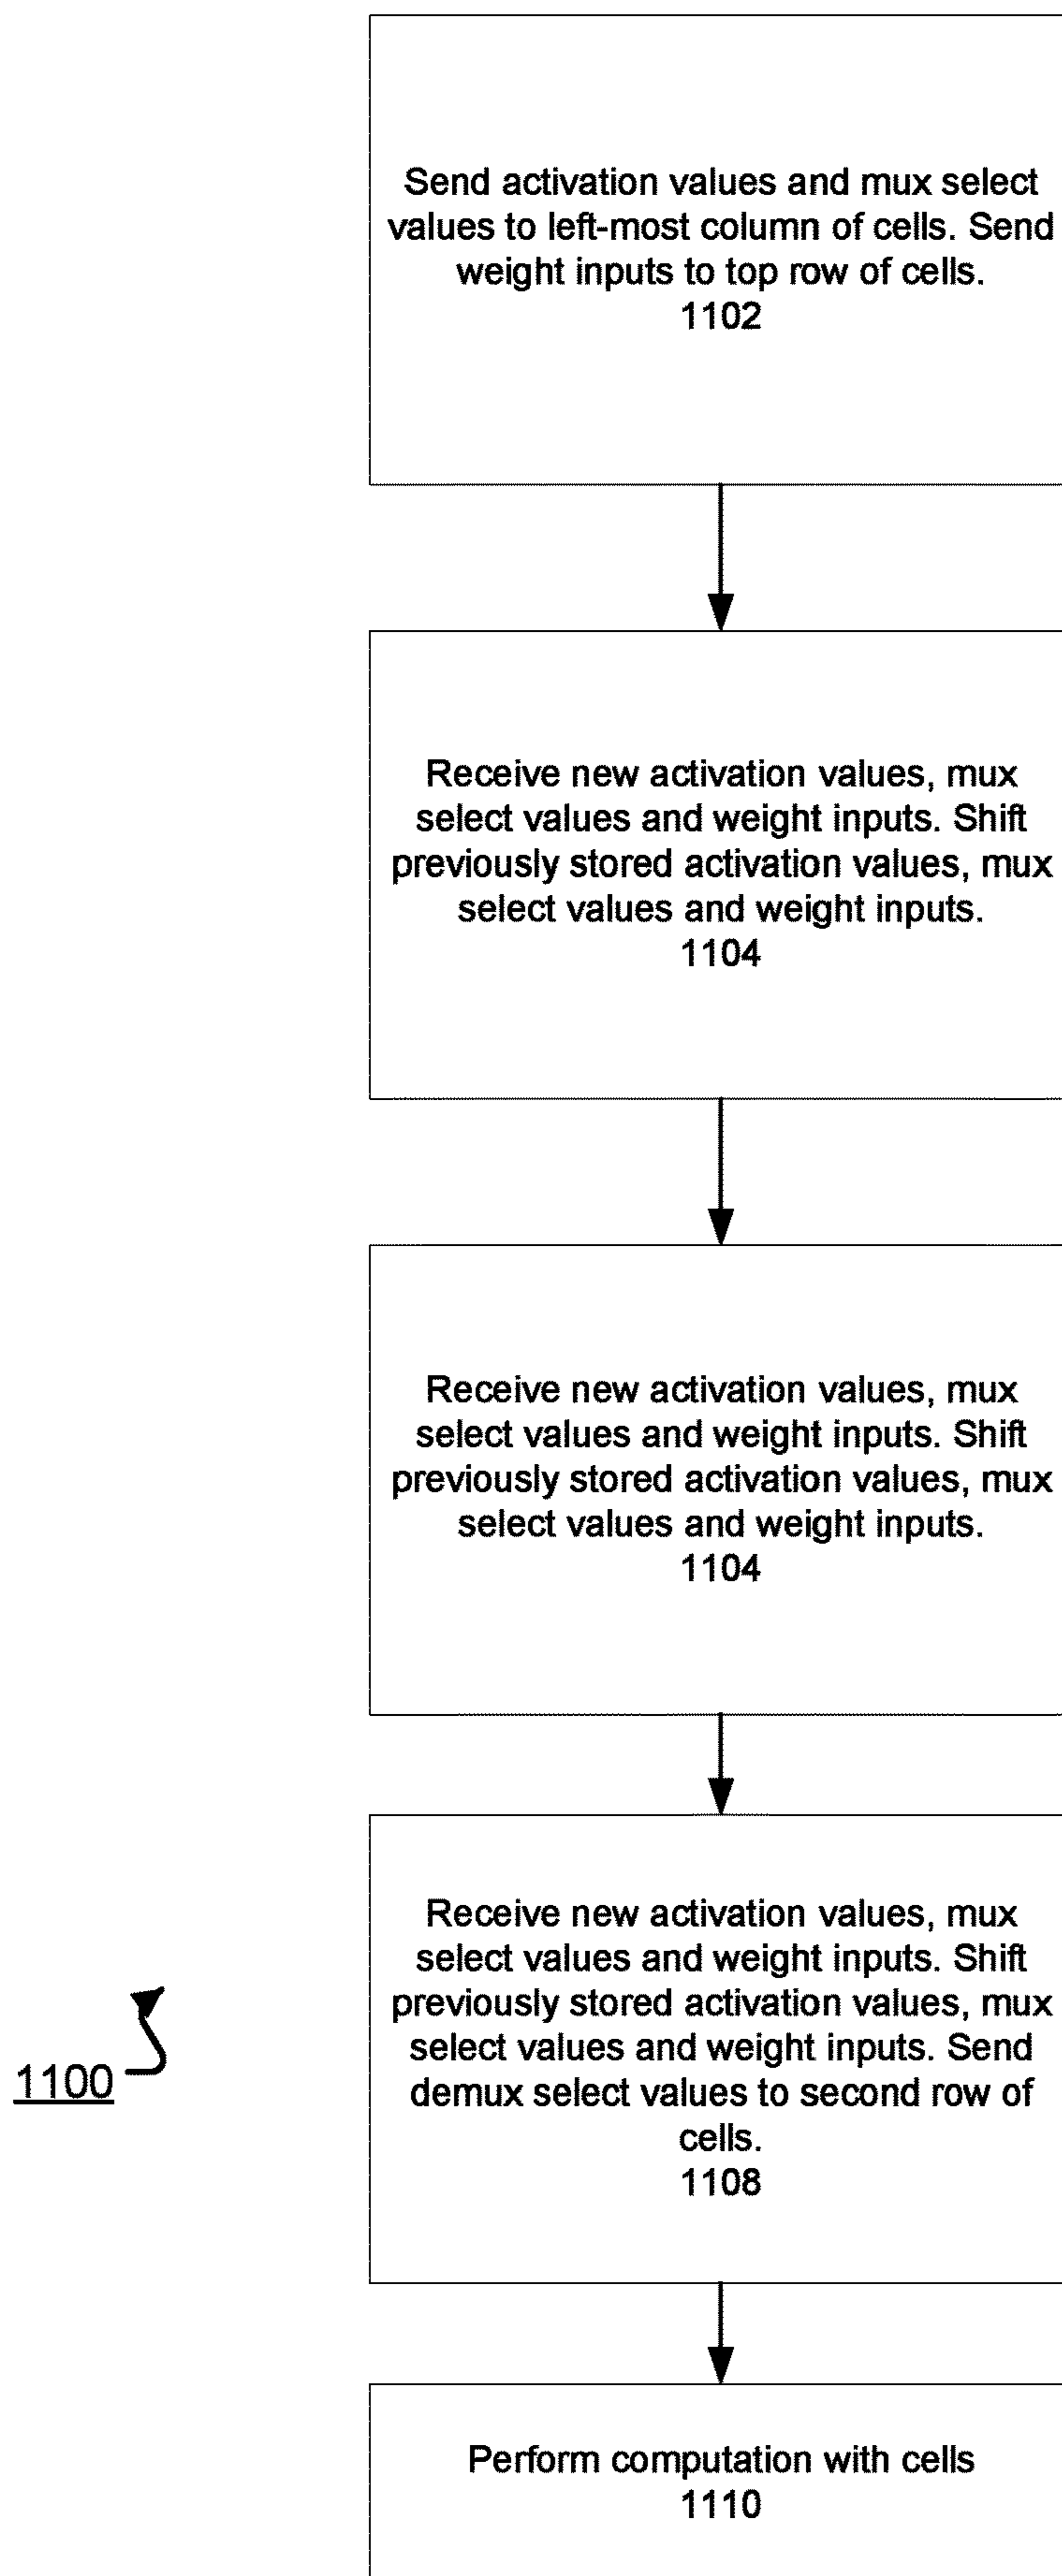 Send activation values and mux select
values to left-most column of cells. Send
weight inputs to top row of cells.
1102
Receive new activation values, mux
select values and weight inputs. Shift
previously stored activation values, mux
select values and weight inputs.
1104
Receive new activation values, mux
select values and weight inputs. Shift
previously stored activation values, mux
select values and weight inputs.
1104
Receive new activation values, mux
select values and weight inputs. Shift
previously stored activation values, mux
select values and weight inputs. Send
demux select values to second row of
cells.
1108
1100
Perform computation with cells
1110